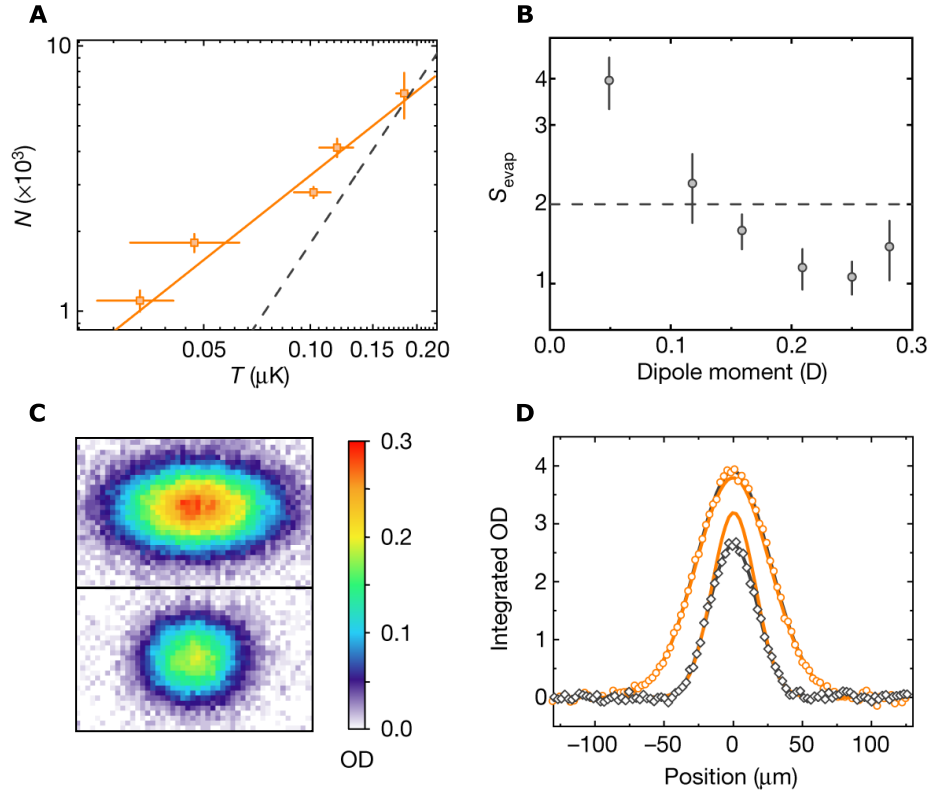 A
10
1
N (×10³)
0.05
0.10
0.15
0.20
T (μK)
B
4
3
2
1
S_evap
0.0
0.1
0.2
0.3
Dipole moment (D)
C
0.3
0.2
0.1
0.0
OD
D
4
3
2
1
0
Integrated OD
−100
−50
0
50
100
Position (μm)